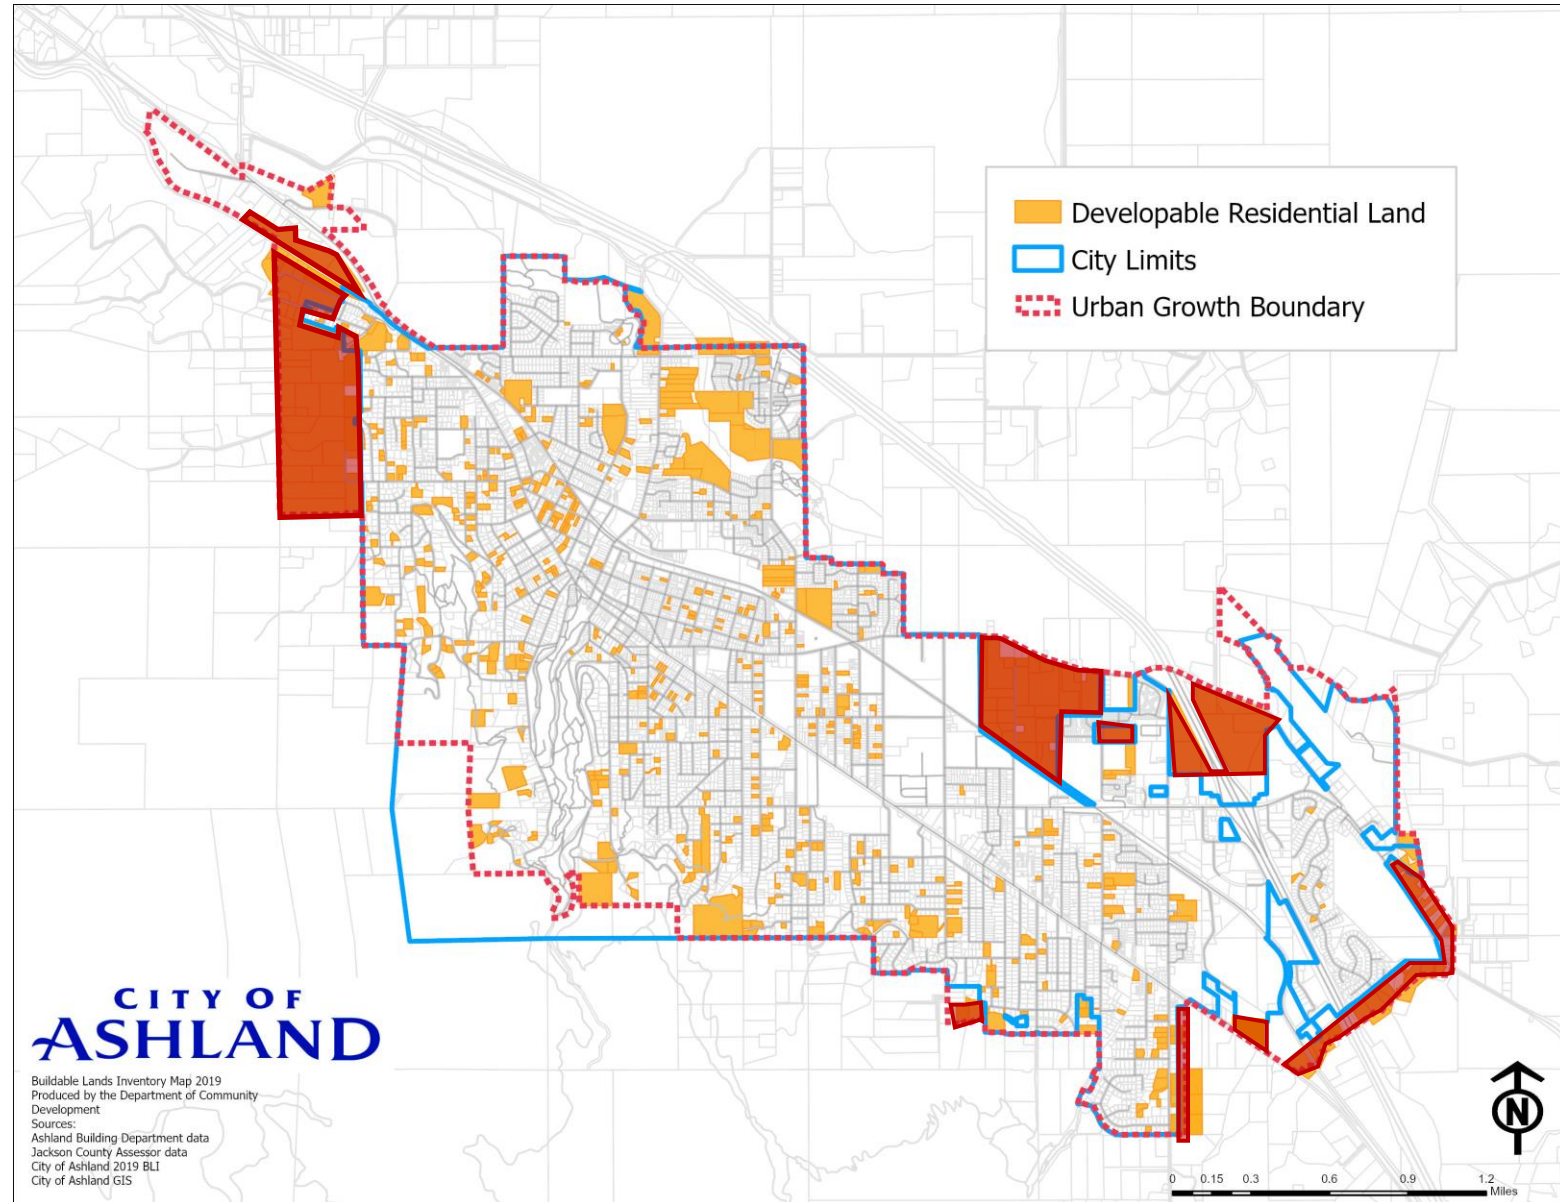 Developable Residential Land
City Limits
Urban Growth Boundary
CITY OF
ASHLAND
Buildable Lands Inventory Map 2019
Produced by the Department of Community
Development
Sources:
Ashland Building Department data
Jackson County Assessor data
City of Ashland 2019 BLI
City of Ashland GIS
N
0 0.15 0.3 0.6 0.9 1.2
Miles